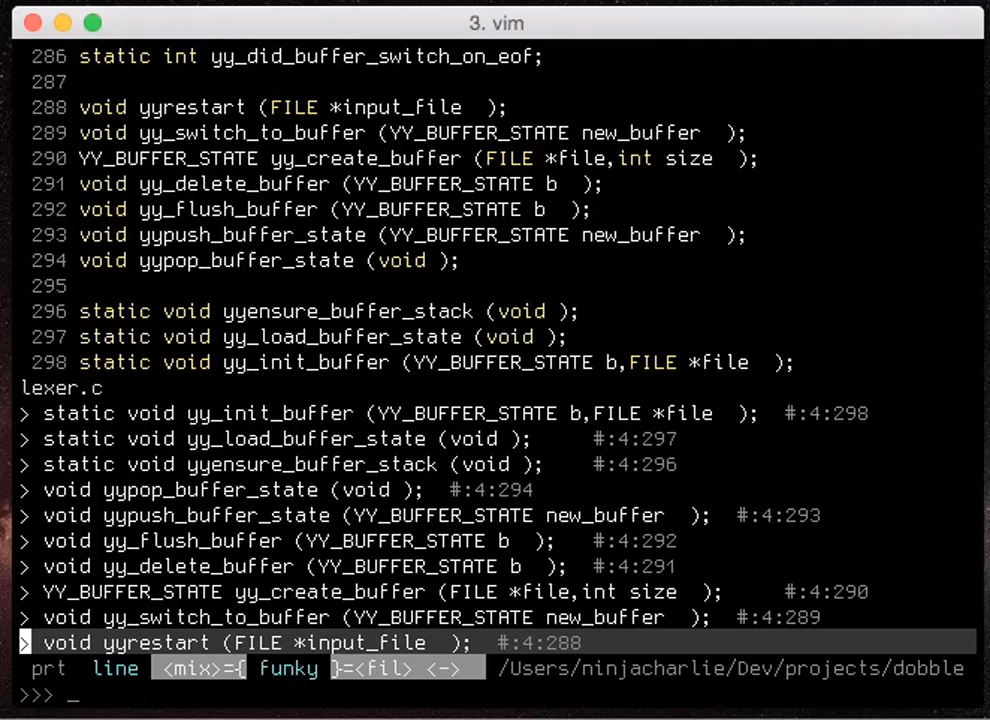 3. vim
286 static int yy_did_buffer_switch_on_eof;
287
288 void yyrestart (FILE *input_file  );
289 void yy_switch_to_buffer (YY_BUFFER_STATE new_buffer  );
290 YY_BUFFER_STATE yy_create_buffer (FILE *file,int size  );
291 void yy_delete_buffer (YY_BUFFER_STATE b  );
292 void yy_flush_buffer (YY_BUFFER_STATE b  );
293 void yypush_buffer_state (YY_BUFFER_STATE new_buffer  );
294 void yypop_buffer_state (void );
295
296 static void yyensure_buffer_stack (void );
297 static void yy_load_buffer_state (void );
298 static void yy_init_buffer (YY_BUFFER_STATE b,FILE *file  );
lexer.c
> static void yy_init_buffer (YY_BUFFER_STATE b,FILE *file  );  #:4:298
> static void yy_load_buffer_state (void );     #:4:297
> static void yyensure_buffer_stack (void );    #:4:296
> void yypop_buffer_state (void );  #:4:294
> void yypush_buffer_state (YY_BUFFER_STATE new_buffer  );  #:4:293
> void yy_flush_buffer (YY_BUFFER_STATE b  );   #:4:292
> void yy_delete_buffer (YY_BUFFER_STATE b  );  #:4:291
> YY_BUFFER_STATE yy_create_buffer (FILE *file,int size  );     #:4:290
> void yy_switch_to_buffer (YY_BUFFER_STATE new_buffer  );  #:4:289
> void yyrestart (FILE *input_file  );  #:4:288
prt  line  <mix>={ funky }=<fil> <->  /Users/ninjacharlie/Dev/projects/dobble
>>> _